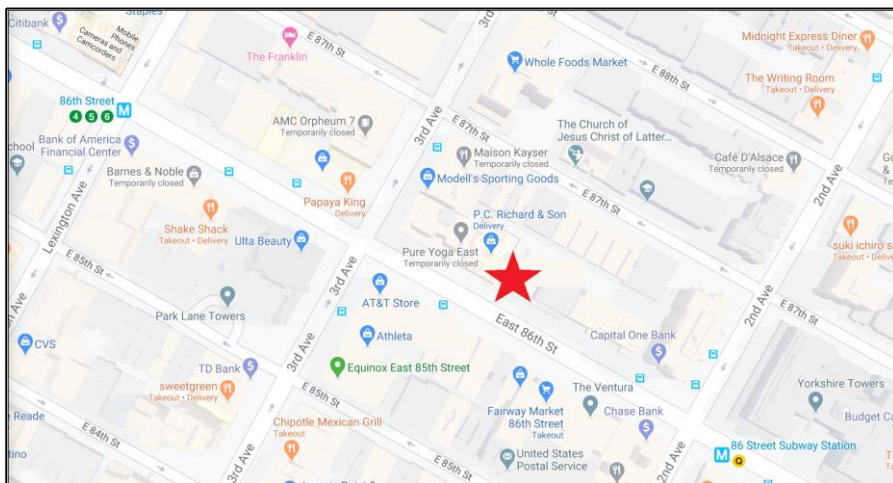 Citibank
Staples
Mobile
Phones
Cameras and
Camcorders
The Franklin
E 87th St
3rd Ave
Whole Foods Market
Midnight Express Diner
Takeout • Delivery
E 88th St
The Writing Room
Takeout • Delivery
86th Street
4 5 6
M
AMC Orpheum 7
Temporarily closed
3rd Ave
E 87th St
The Church of
Jesus Christ of Latter...
Bank of America
Financial Center
chool
Maison Kayser
Temporarily closed
Café D'Alsace
Temporarily closed
Barnes & Noble
Temporarily closed
Modell's Sporting Goods
Papaya King
Delivery
E 87th St
2nd Ave
Lexington Ave
Shake Shack
Takeout • Delivery
Ulta Beauty
P.C. Richard & Son
Delivery
Pure Yoga East
Temporarily closed
suki ichiro s
Takeout • Delive
E 85th St
3rd Ave
Park Lane Towers
AT&T Store
East 86th St
2nd Ave
E 87th St
CVS
Athleta
Capital One Bank
TD Bank
Equinox East 85th Street
sweetgreen
Takeout • Delivery
3rd Ave
E 85th St
The Ventura
Yorkshire Towers
Fairway Market
86th Street
Takeout
Chase Bank
Budget Ca
e Reade
E 84th St
Chipotle Mexican Grill
Takeout
3rd Ave
E 85th St
United States
Postal Service
2nd Ave
M
86 Street Subway Station
Q